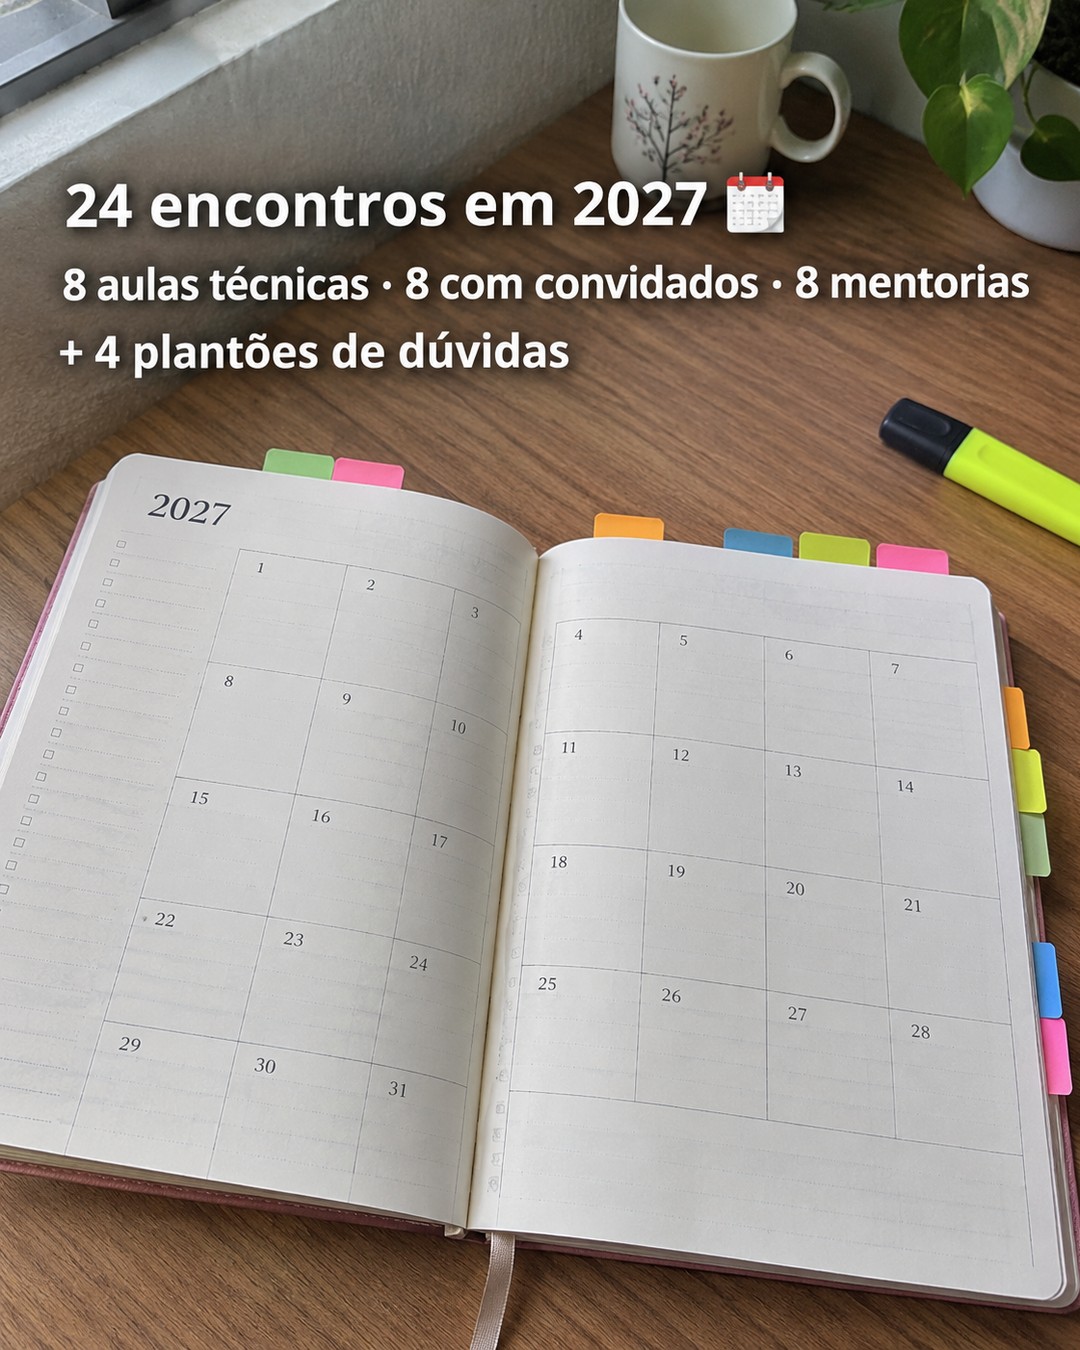 24 encontros em 2027 🗓
8 aulas técnicas · 8 com convidados · 8 mentorias
+ 4 plantões de dúvidas
2027
1 2 3 4 5 6 7
8 9 10 11 12 13 14
15 16 17 18 19 20 21
22 23 24 25 26 27 28
29 30 31